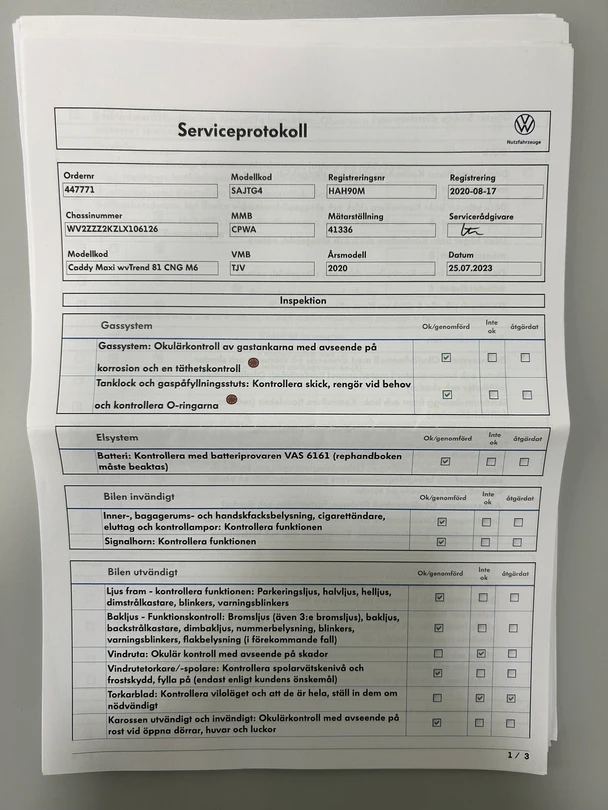 Serviceprotokoll
Nutzfahrzeuge
Ordernr Modellkod Registreringsnr Registrering
447771 SAJTG4 HAH90M 2020-08-17
Chassinummer MMB Mätarställning Servicerådgivare
WV2ZZZ2KZLX106126 CPWA 41336
Modellkod VMB Årsmodell Datum
Caddy Maxi wvTrend 81 CNG M6 TJV 2020 25.07.2023
Inspektion
Gassystem Ok/genomförd Inte ok åtgärdat
Gassystem: Okulärkontroll av gastankarna med avseende på
korrosion och en täthetskontroll
Tanklock och gaspåfyllningsstuts: Kontrollera skick, rengör vid behov
och kontrollera O-ringarna
Elsystem Ok/genomförd Inte ok åtgärdat
Batteri: Kontrollera med batteriprovaren VAS 6161 (rephandboken
måste beaktas)
Bilen invändigt Ok/genomförd Inte ok åtgärdat
Inner-, bagagerums- och handskfacksbelysning, cigarettändare,
eluttag och kontrollampor: Kontrollera funktionen
Signalhorn: Kontrollera funktionen
Bilen utvändigt Ok/genomförd Inte ok åtgärdat
Ljus fram - kontrollera funktionen: Parkeringsljus, halvljus, helljus,
dimstrålkastare, blinkers, varningsblinkers
Bakljus - Funktionskontroll: Bromsljus (även 3:e bromsljus), bakljus,
backstrålkastare, dimbakljus, nummerbelysning, blinkers,
varningsblinkers, flakbelysning (i förekommande fall)
Vindruta: Okulär kontroll med avseende på skador
Vindrutetorkare/-spolare: Kontrollera spolarvätskenivå och
frostskydd, fylla på (endast enligt kundens önskemål)
Torkarblad: Kontrollera viloläget och att de är hela, ställ in dem om
nödvändigt
Karossen utvändigt och invändigt: Okulärkontroll med avseende på
rost vid öppna dörrar, huvar och luckor
1 / 3